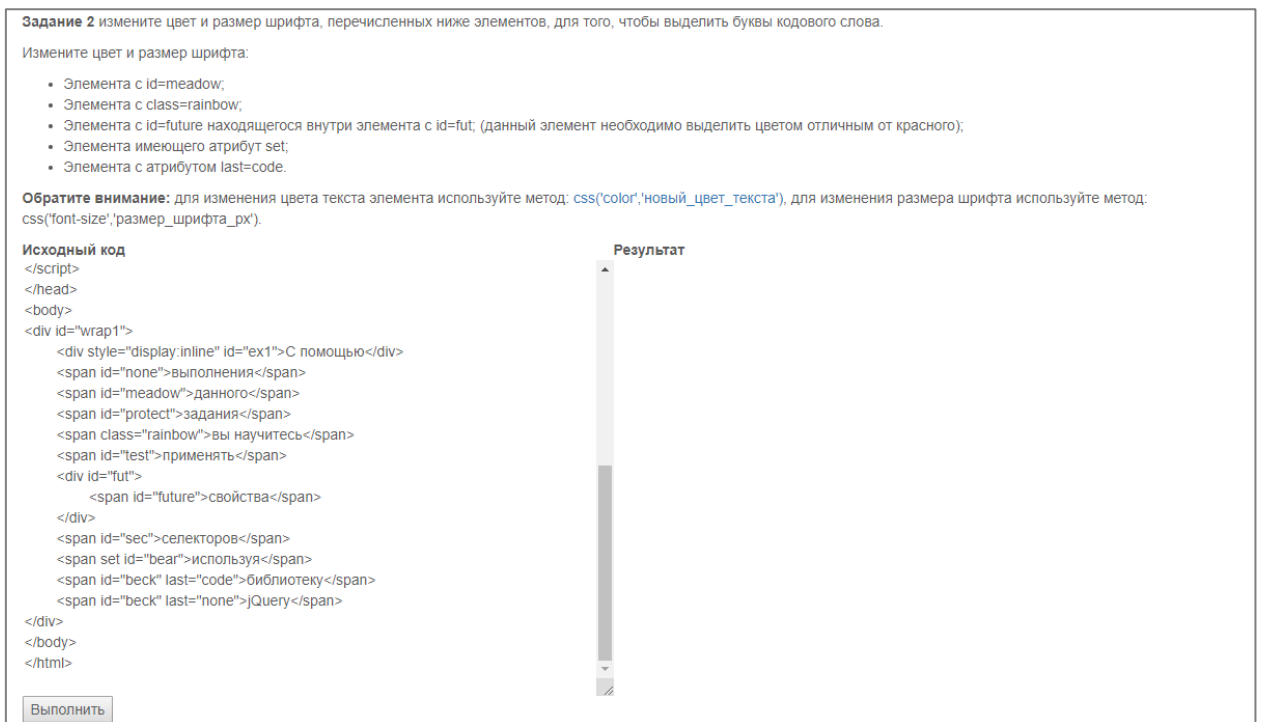 Задание 2 измените цвет и размер шрифта, перечисленных ниже элементов, для того, чтобы выделить буквы кодового слова.
Измените цвет и размер шрифта:
• Элемента с id=meadow;
• Элемента с class=rainbow;
• Элемента с id=future находящегося внутри элемента с id=fut; (данный элемент необходимо выделить цветом отличным от красного);
• Элемента имеющего атрибут set;
• Элемента с атрибутом last=code.
Обратите внимание: для изменения цвета текста элемента используйте метод: css('color','новый_цвет_текста'), для изменения размера шрифта используйте метод:
css('font-size','размер_шрифта_px').
Исходный код Результат
</script>
</head>
<body>
<div id="wrap1">
<div style="display:inline" id="ex1">С помощью</div>
<span id="none">выполнения</span>
<span id="meadow">данного</span>
<span id="protect">задания</span>
<span class="rainbow">вы научитесь</span>
<span id="test">применять</span>
<div id="fut">
<span id="future">свойства</span>
</div>
<span id="sec">селекторов</span>
<span set id="bear">используя</span>
<span id="beck" last="code">библиотеку</span>
<span id="beck" last="none">jQuery</span>
</div>
</body>
</html>
Выполнить